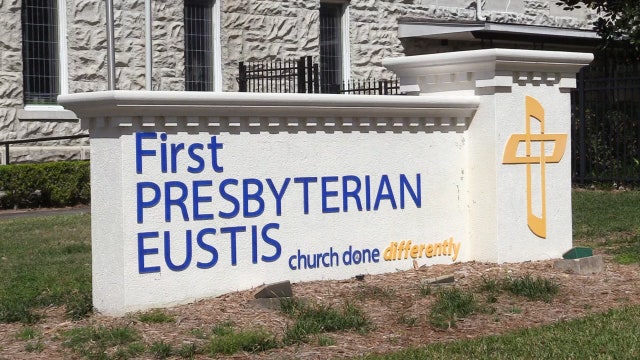 First
PRESBYTERIAN
EUSTIS church done differently